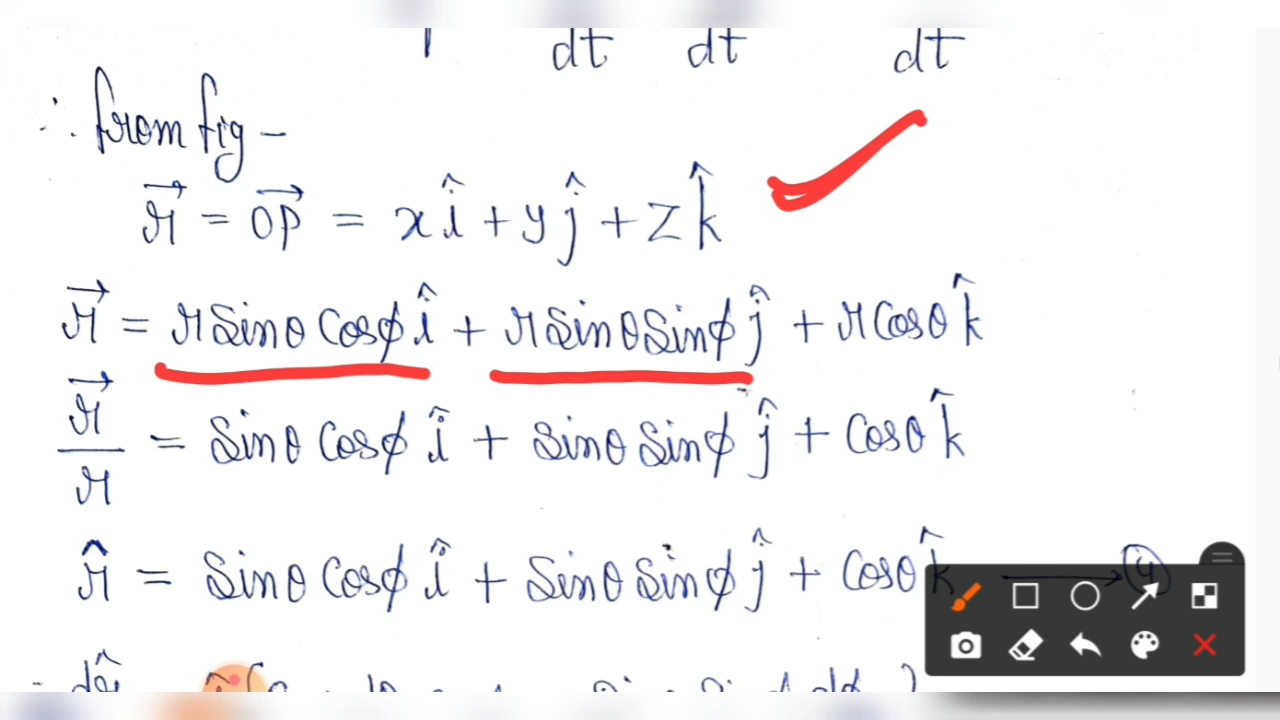 dt dt dt
∴ from fig –
r⃗ = O⃗P⃗ = x î + y ĵ + z k̂
r⃗ = r Sinθ Cosϕ î + r Sinθ Sinϕ ĵ + r Cosθ k̂
r⃗/r = Sinθ Cosϕ î + Sinθ Sinϕ ĵ + Cosθ k̂
r̂ = Sinθ Cosϕ î + Sinθ Sinϕ ĵ + Cosθ k̂ ⟶ (4)